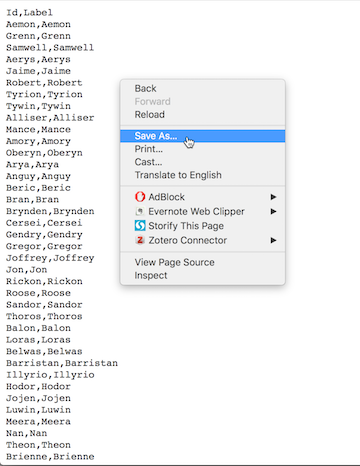 Id,Label
Aemon,Aemon
Grenn,Grenn
Samwell,Samwell
Aerys,Aerys
Jaime,Jaime
Robert,Robert
Tyrion,Tyrion
Tywin,Tywin
Alliser,Alliser
Mance,Mance
Amory,Amory
Oberyn,Oberyn
Arya,Arya
Anguy,Anguy
Beric,Beric
Bran,Bran
Brynden,Brynden
Cersei,Cersei
Gendry,Gendry
Gregor,Gregor
Joffrey,Joffrey
Jon,Jon
Rickon,Rickon
Roose,Roose
Sandor,Sandor
Thoros,Thoros
Balon,Balon
Loras,Loras
Belwas,Belwas
Barristan,Barristan
Illyrio,Illyrio
Hodor,Hodor
Jojen,Jojen
Luwin,Luwin
Meera,Meera
Nan,Nan
Theon,Theon
Brienne,Brienne
Back
Forward
Reload
Save As...
Print...
Cast...
Translate to English
AdBlock
Evernote Web Clipper
Storify This Page
Z Zotero Connector
View Page Source
Inspect